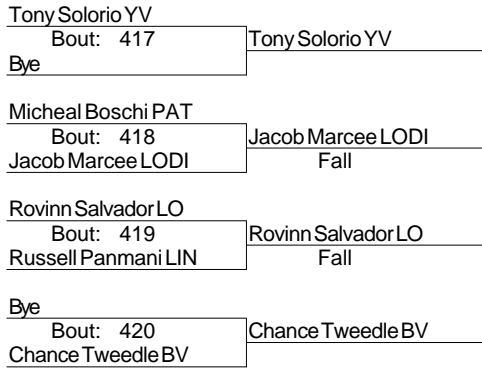 Tony Solorio YV
Bout: 417
Tony Solorio YV
Bye
Micheal Boschi PAT
Bout: 418
Jacob Marcee LODI
Jacob Marcee LODI
Fall
Rovinn Salvador LO
Bout: 419
Rovinn Salvador LO
Russell Panmani LIN
Fall
Bye
Bout: 420
Chance Tweedle BV
Chance Tweedle BV